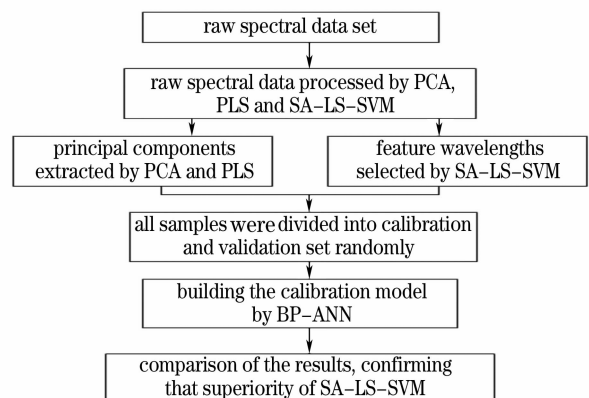 raw spectral data set
raw spectral data processed by PCA,
PLS and SA-LS-SVM
principal components
extracted by PCA and PLS
feature wavelengths
selected by SA-LS-SVM
all samples were divided into calibration
and validation set randomly
building the calibration model
by BP-ANN
comparison of the results, confirming
that superiority of SA-LS-SVM